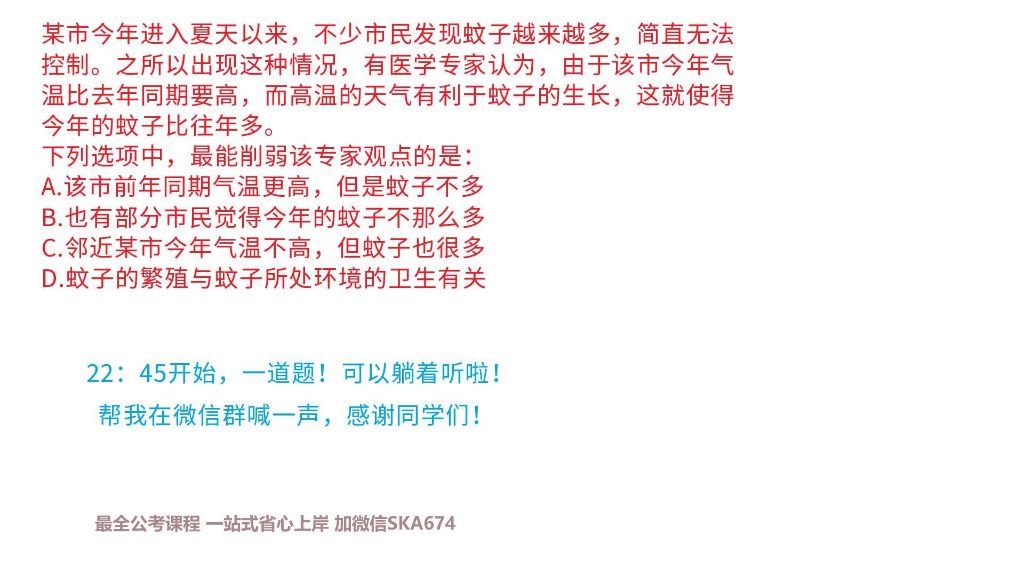 某市今年进入夏天以来，不少市民发现蚊子越来越多，简直无法
控制。之所以出现这种情况，有医学专家认为，由于该市今年气
温比去年同期要高，而高温的天气有利于蚊子的生长，这就使得
今年的蚊子比往年多。
下列选项中，最能削弱该专家观点的是：
A.该市前年同期气温更高，但是蚊子不多
B.也有部分市民觉得今年的蚊子不那么多
C.邻近某市今年气温不高，但蚊子也很多
D.蚊子的繁殖与蚊子所处环境的卫生有关
22：45开始，一道题！可以躺着听啦！
帮我在微信群喊一声，感谢同学们！
最全公考课程 一站式省心上岸 加微信SKA674